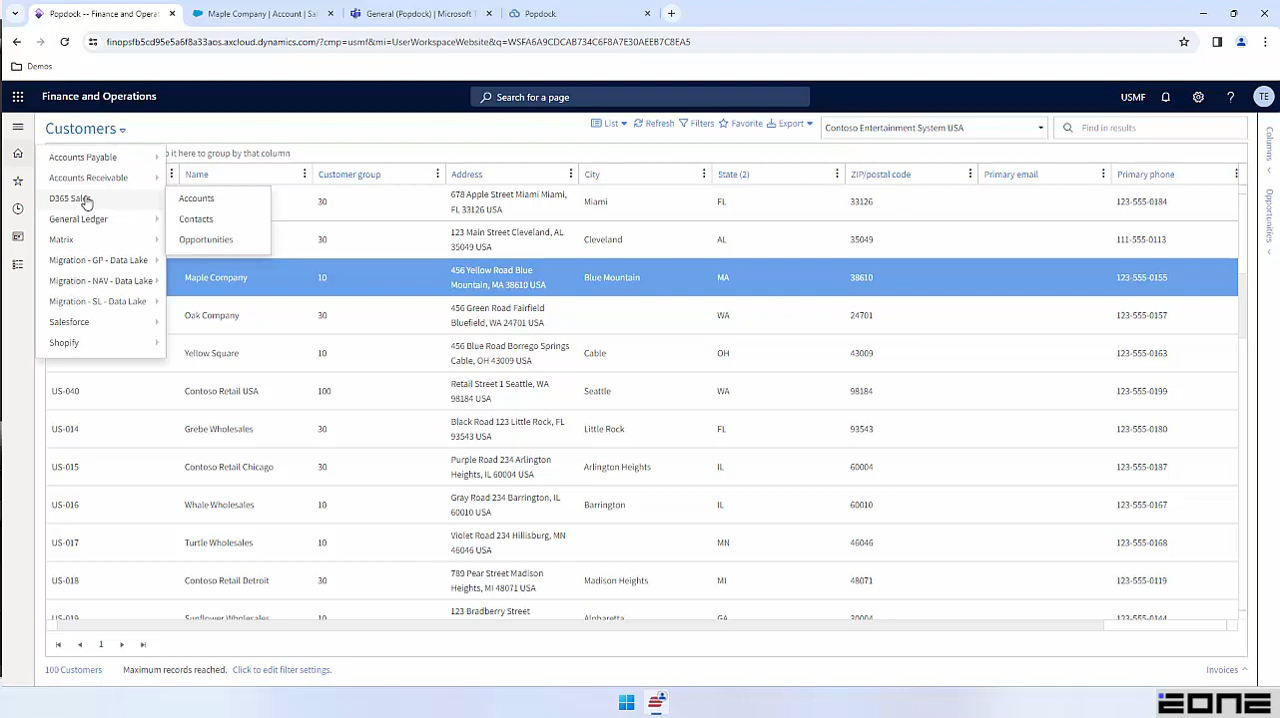 Popdock -- Finance and Operat
Maple Company | Account | Sal
General (Popdock) | Microsoft
Popdock
finopsfb5cd95e5a6f8a33aos.axcloud.dynamics.com/?cmp=usmf&mi=UserWorkspaceWebsite&q=WSFA6A9CDCAB734C6F8A7E30AEEB7C8EA5
Demos
Finance and Operations
Search for a page
USMF
?
TE
Customers
List
Refresh
Filters
Favorite
Export
Contoso Entertainment System USA
Find in results
Columns
Opportunities
it here to group by that column
Accounts Payable
Accounts Receivable
D365 Sales
General Ledger
Matrix
Migration - GP - Data Lake
Migration - NAV - Data Lake
Migration - SL - Data Lake
Salesforce
Shopify
Accounts
Contacts
Opportunities
Name Customer group Address City State (2) ZIP/postal code Primary email Primary phone
30 678 Apple Street Miami Miami, FL 33126 USA Miami FL 33126 123-555-0184
30 123 Main Street Cleveland, AL 35049 USA Cleveland AL 35049 111-555-0113
Maple Company 10 456 Yellow Road Blue Mountain, MA 38610 USA Blue Mountain MA 38610 123-555-0155
Oak Company 30 456 Green Road Fairfield Bluefield, WA 24701 USA WA 24701 123-555-0157
Yellow Square 10 456 Blue Road Borrego Springs Cable, OH 43009 USA Cable OH 43009 123-555-0163
US-040 Contoso Retail USA 100 Retail Street 1 Seattle, WA 98184 USA Seattle WA 98184 123-555-0199
US-014 Grebe Wholesales 30 Black Road 123 Little Rock, FL 93543 USA Little Rock FL 93543 123-555-0180
US-015 Contoso Retail Chicago 30 Purple Road 234 Arlington Heights, IL 60004 USA Arlington Heights IL 60004 123-555-0187
US-016 Whale Wholesales 10 Gray Road 234 Barrington, IL 60010 USA Barrington IL 60010 123-555-0167
US-017 Turtle Wholesales 10 Violet Road 234 Hillsburg, MN 46046 USA MN 46046 123-555-0168
US-018 Contoso Retail Detroit 30 789 Pear Street Madison Heights, MI 48071 USA Madison Heights MI 48071 123-555-0119
US-019 Sunflower Wholesales 10 123 Bradberry Street Alpharetta GA 30004 123-555-0144
1
100 Customers Maximum records reached. Click to edit filter settings.
Invoices
eone